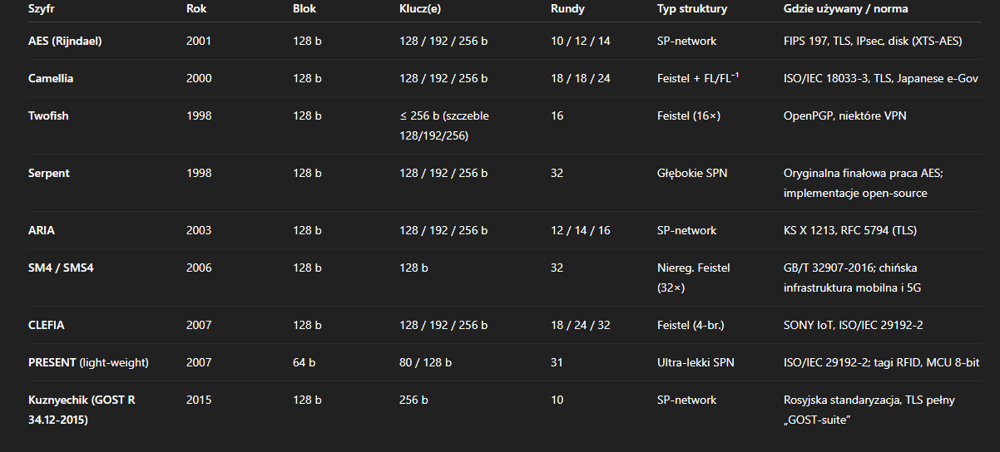 Szyfr Rok Blok Klucz(e) Rundy Typ struktury Gdzie używany / norma
AES (Rijndael) 2001 128 b 128 / 192 / 256 b 10 / 12 / 14 SP-network FIPS 197, TLS, IPsec, disk (XTS-AES)
Camellia 2000 128 b 128 / 192 / 256 b 18 / 18 / 24 Feistel + FL/FL⁻¹ ISO/IEC 18033-3, TLS, Japanese e-Gov
Twofish 1998 128 b ≤ 256 b (szczeble 16 Feistel (16×) OpenPGP, niektóre VPN
128/192/256)
Serpent 1998 128 b 128 / 192 / 256 b 32 Głębokie SPN Oryginalna finałowa praca AES;
implementacje open-source
ARIA 2003 128 b 128 / 192 / 256 b 12 / 14 / 16 SP-network KS X 1213, RFC 5794 (TLS)
SM4 / SMS4 2006 128 b 128 b 32 Niereg. Feistel GB/T 32907-2016; chińska
(32×) infrastruktura mobilna i 5G
CLEFIA 2007 128 b 128 / 192 / 256 b 18 / 24 / 32 Feistel (4-br.) SONY IoT, ISO/IEC 29192-2
PRESENT (light-weight) 2007 64 b 80 / 128 b 31 Ultra-lekki SPN ISO/IEC 29192-2; tagi RFID, MCU 8-bit
Kuznyechik (GOST R 2015 128 b 256 b 10 SP-network Rosyjska standaryzacja, TLS pełny
34.12-2015) „GOST-suite”